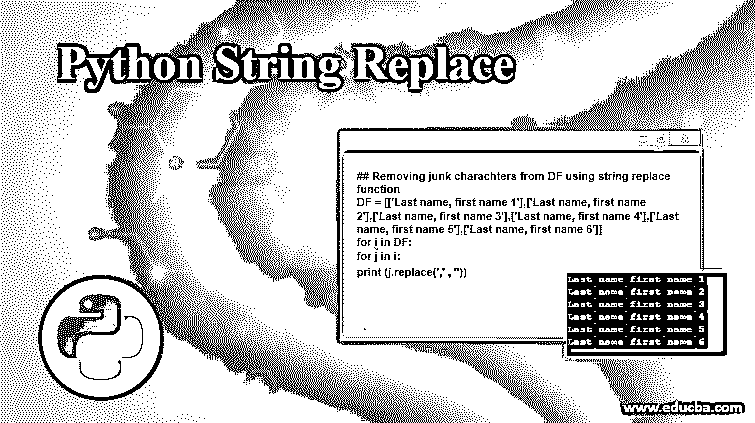 Python String Replace
## Removing junk charachters from DF using string replace
function
DF = [['Last name, first name 1'],['Last name, first name
2'],['Last name, first name 3'],['Last name, first name 4'],['Last
name, first name 5'],['Last name, first name 6']]
for i in DF:
for j in i:
print (j.replace(',' , ''))
Last name first name 1
Last name first name 2
Last name first name 3
Last name first name 4
Last name first name 5
Last name first name 6
www.educba.com